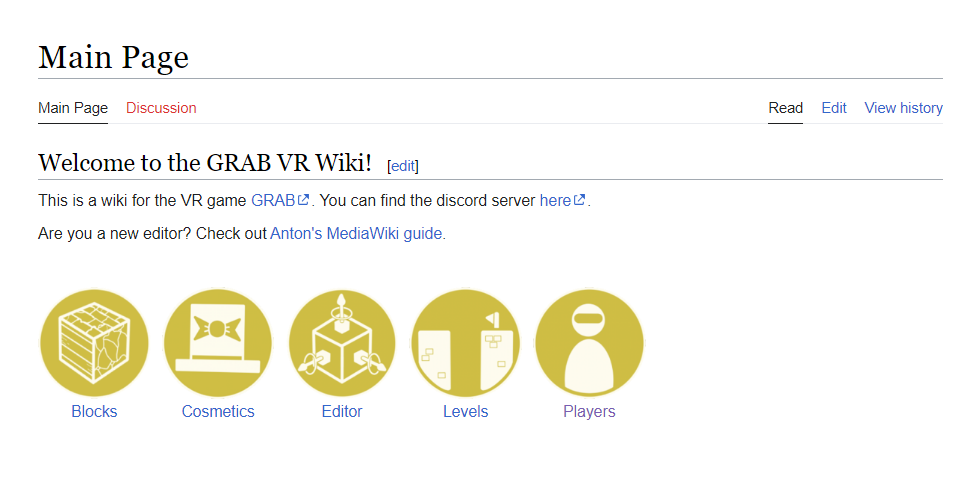 Main Page
Main Page Discussion Read Edit View history
Welcome to the GRAB VR Wiki! [edit]
This is a wiki for the VR game GRAB. You can find the discord server here.
Are you a new editor? Check out Anton's MediaWiki guide.
Blocks Cosmetics Editor Levels Players